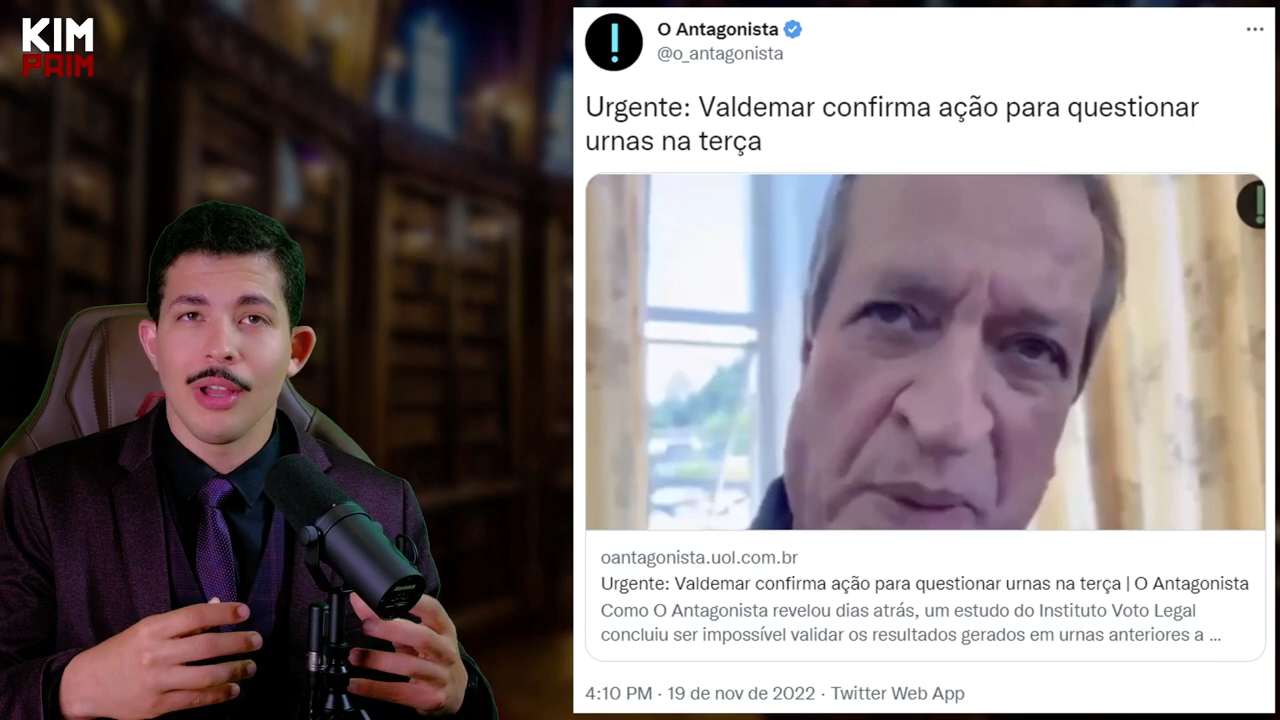 KIM
PAIM
O Antagonista
@o_antagonista
Urgente: Valdemar confirma ação para questionar
urnas na terça
oantagonista.uol.com.br
Urgente: Valdemar confirma ação para questionar urnas na terça | O Antagonista
Como O Antagonista revelou dias atrás, um estudo do Instituto Voto Legal
concluiu ser impossível validar os resultados gerados em urnas anteriores a ...
4:10 PM · 19 de nov de 2022 · Twitter Web App